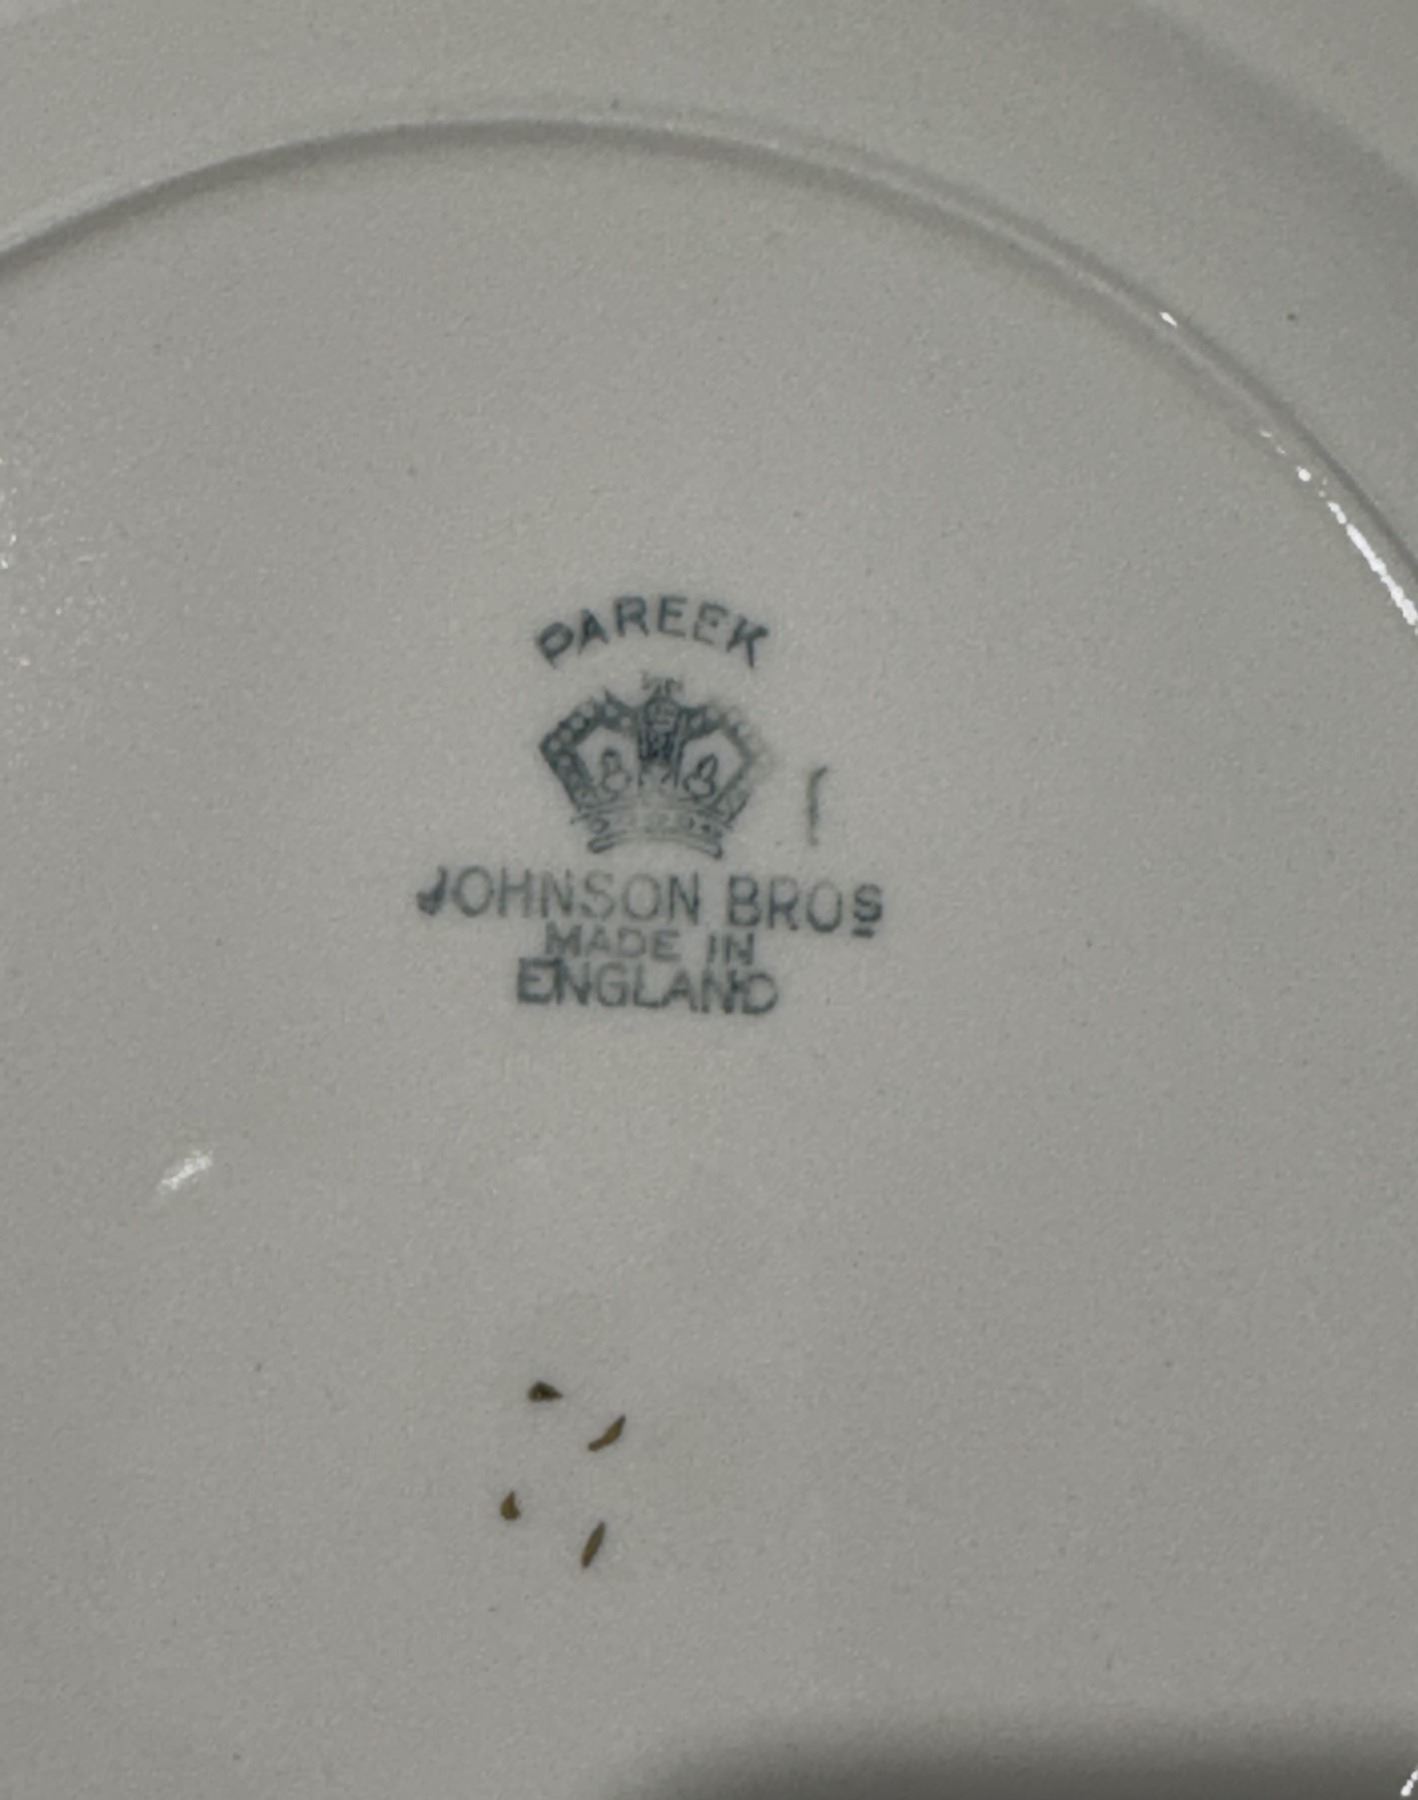 PAREEK
JOHNSON BROS
MADE IN
ENGLAND